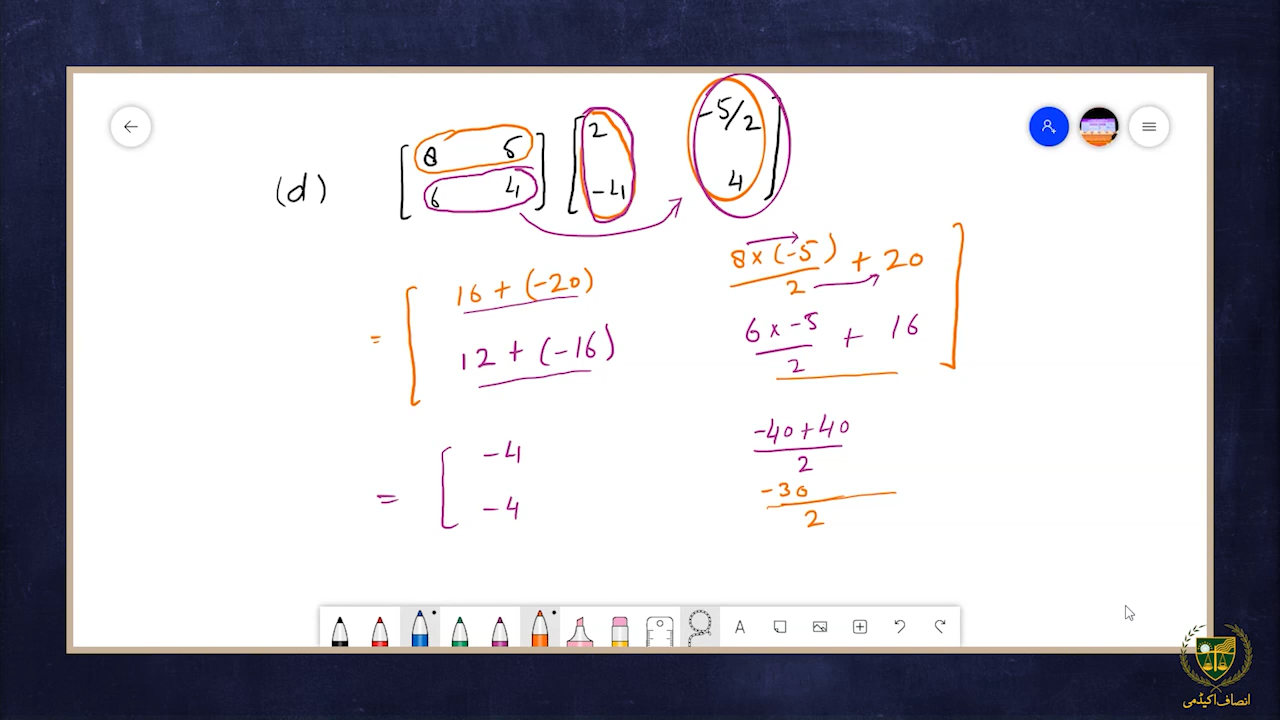 (d) [8 5 6 4] [2 -5/2 -4 4]
= [16 + (-20) 8 x (-5)/2 + 20
12 + (-16) 6 x -5/2 + 16]
= [-4 -40+40/2
-4 -30/2
A
انصاف اکیڈمی